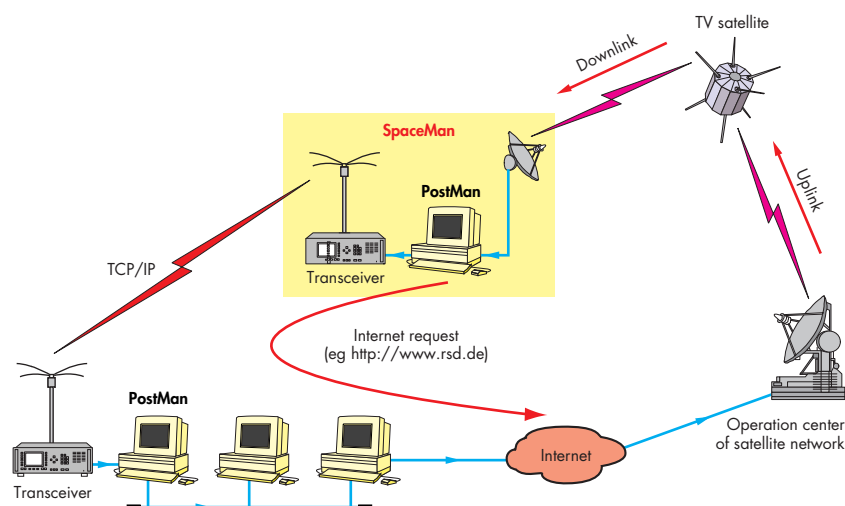 TV satellite
Downlink
SpaceMan
PostMan
Uplink
TCP/IP
Transceiver
Internet request
(eg http://www.rsd.de)
PostMan
Operation center
of satellite network
Internet
Transceiver